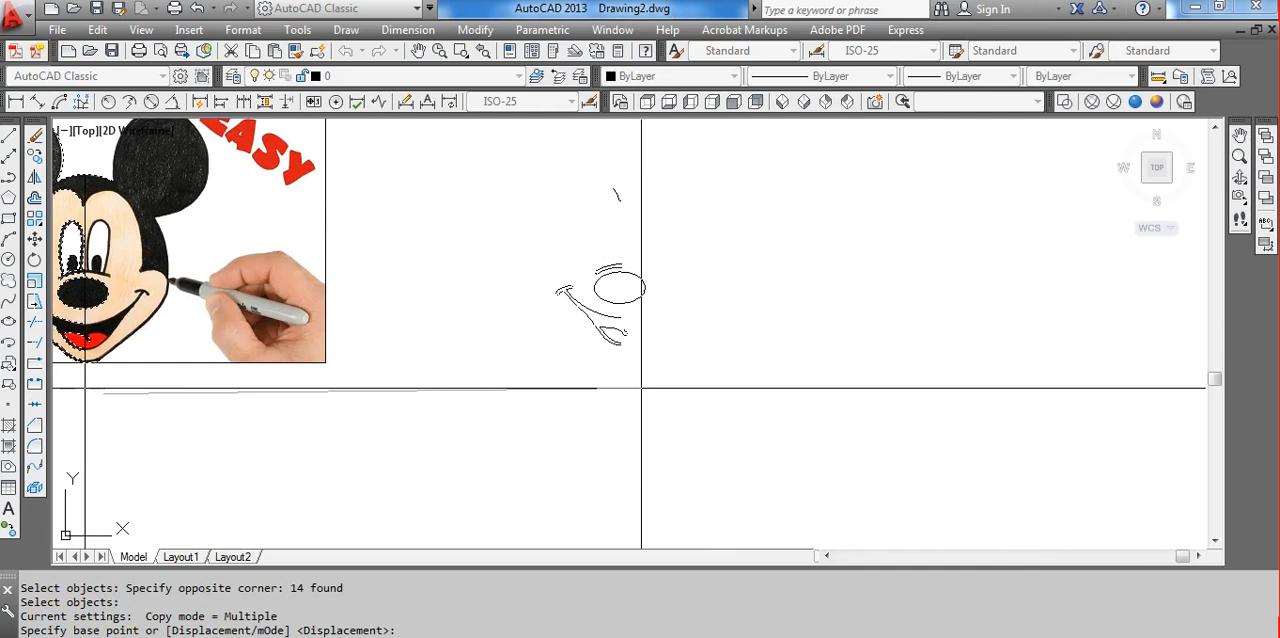 AutoCAD Classic
AutoCAD 2013 Drawing2.dwg
Type a keyword or phrase
Sign In
File Edit View Insert Format Tools Draw Dimension Modify Parametric Window Help Acrobat Markups Adobe PDF Express
Standard ISO-25 Standard Standard
AutoCAD Classic 0 ByLayer ByLayer ByLayer ByLayer
ISO-25
[−][Top][2D Wireframe]
EASY
N
W TOP E
S
WCS
Y
X
A
Model Layout1 Layout2
Select objects: Specify opposite corner: 14 found
Select objects:
Current settings: Copy mode = Multiple
Specify base point or [Displacement/mOde] <Displacement>: